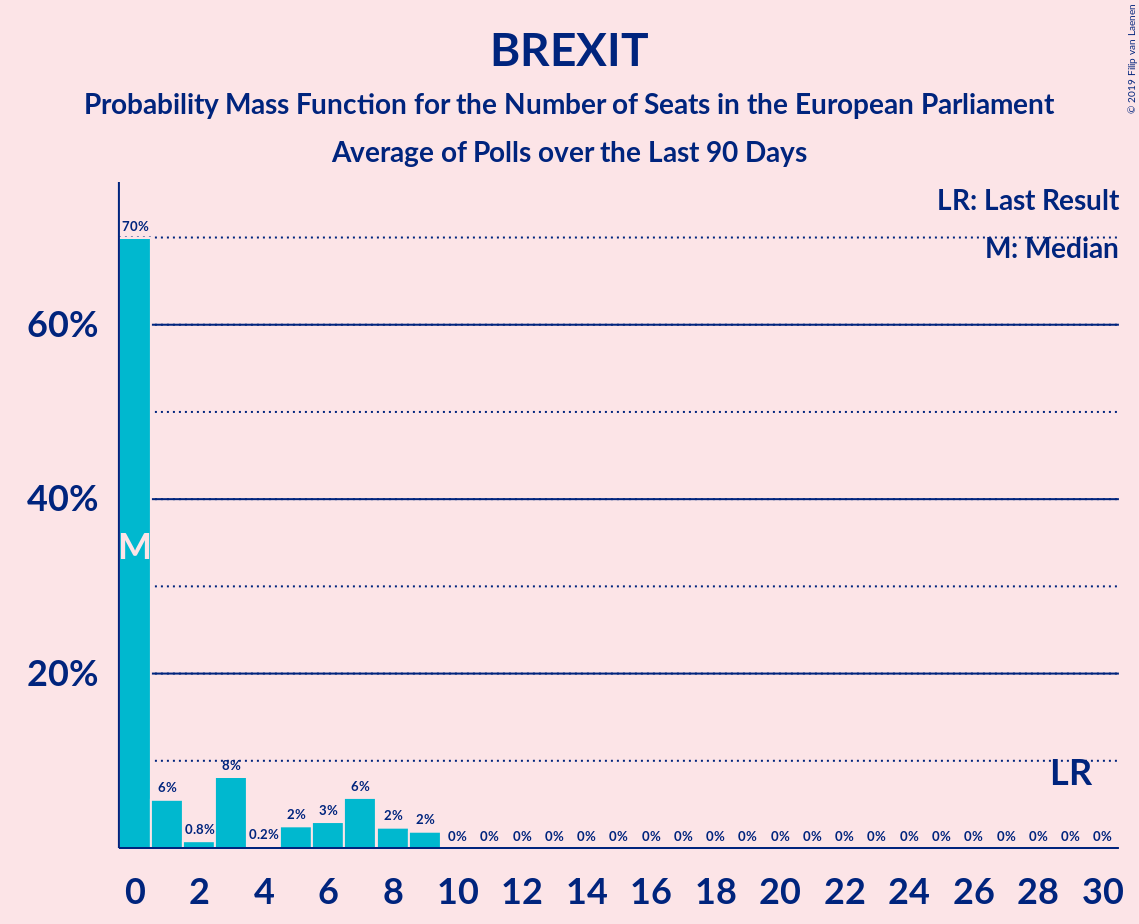 BREXIT
Probability Mass Function for the Number of Seats in the European Parliament
Average of Polls over the Last 90 Days
© 2019 Filip van Laenen
LR: Last Result
M: Median
60%
40%
20%
70%
M
6%
0.8%
8%
0.2%
2%
3%
6%
2%
2%
0% 0% 0% 0% 0% 0% 0% 0% 0% 0% 0% 0% 0% 0% 0% 0% 0% 0% 0% 0% 0%
LR
0 2 4 6 8 10 12 14 16 18 20 22 24 26 28 30